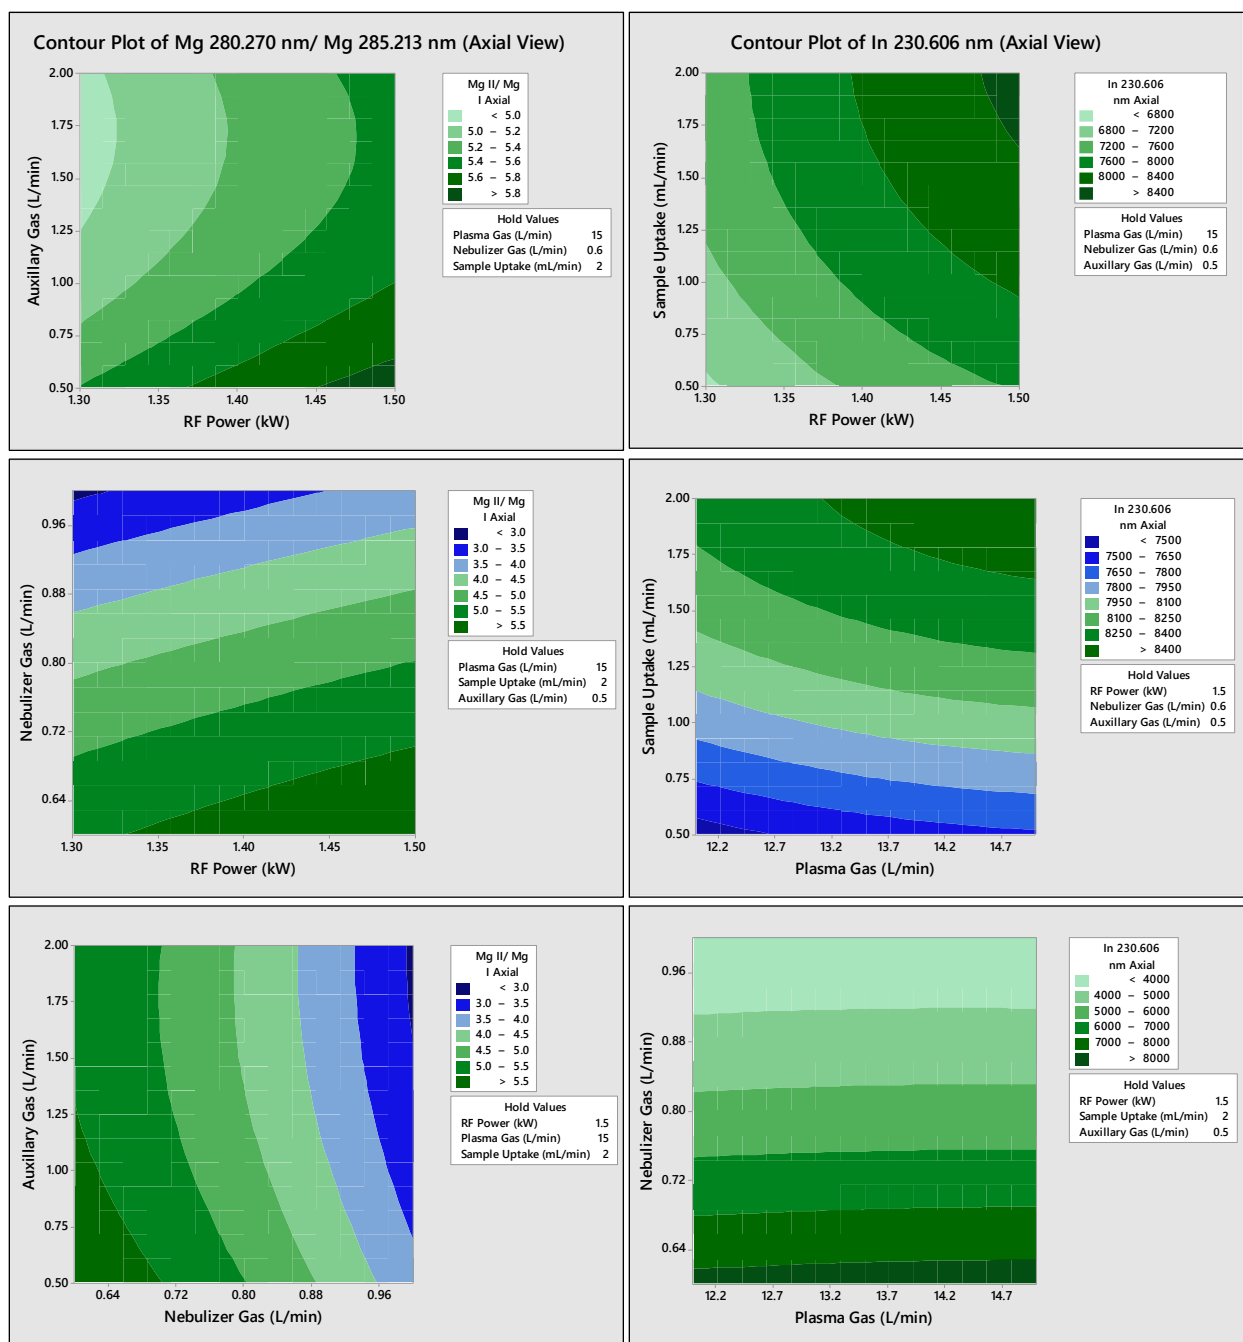 Contour Plot of Mg 280.270 nm/ Mg 285.213 nm (Axial View)
2.00
1.75
1.50
1.25
1.00
0.75
0.50
Auxillary Gas (L/min)
1.30
1.35
1.40
1.45
1.50
RF Power (kW)
Mg II/ Mg
I Axial
< 5.0
5.0 – 5.2
5.2 – 5.4
5.4 – 5.6
5.6 – 5.8
> 5.8
Hold Values
Plasma Gas (L/min) 15
Nebulizer Gas (L/min) 0.6
Sample Uptake (mL/min) 2
Contour Plot of In 230.606 nm (Axial View)
2.00
1.75
1.50
1.25
1.00
0.75
0.50
Sample Uptake (mL/min)
1.30
1.35
1.40
1.45
1.50
RF Power (kW)
In 230.606
nm Axial
< 6800
6800 – 7200
7200 – 7600
7600 – 8000
8000 – 8400
> 8400
Hold Values
Plasma Gas (L/min) 15
Nebulizer Gas (L/min) 0.6
Auxillary Gas (L/min) 0.5
0.96
0.88
0.80
0.72
0.64
Nebulizer Gas (L/min)
1.30
1.35
1.40
1.45
1.50
RF Power (kW)
Mg II/ Mg
I Axial
< 3.0
3.0 – 3.5
3.5 – 4.0
4.0 – 4.5
4.5 – 5.0
5.0 – 5.5
> 5.5
Hold Values
Plasma Gas (L/min) 15
Sample Uptake (mL/min) 2
Auxillary Gas (L/min) 0.5
2.00
1.75
1.50
1.25
1.00
0.75
0.50
Sample Uptake (mL/min)
12.2
12.7
13.2
13.7
14.2
14.7
Plasma Gas (L/min)
In 230.606
nm Axial
< 7500
7500 – 7650
7650 – 7800
7800 – 7950
7950 – 8100
8100 – 8250
8250 – 8400
> 8400
Hold Values
RF Power (kW) 1.5
Nebulizer Gas (L/min) 0.6
Auxillary Gas (L/min) 0.5
2.00
1.75
1.50
1.25
1.00
0.75
0.50
Auxillary Gas (L/min)
0.64
0.72
0.80
0.88
0.96
Nebulizer Gas (L/min)
Mg II/ Mg
I Axial
< 3.0
3.0 – 3.5
3.5 – 4.0
4.0 – 4.5
4.5 – 5.0
5.0 – 5.5
> 5.5
Hold Values
RF Power (kW) 1.5
Plasma Gas (L/min) 15
Sample Uptake (mL/min) 2
0.96
0.88
0.80
0.72
0.64
Nebulizer Gas (L/min)
12.2
12.7
13.2
13.7
14.2
14.7
Plasma Gas (L/min)
In 230.606
nm Axial
< 4000
4000 – 5000
5000 – 6000
6000 – 7000
7000 – 8000
> 8000
Hold Values
RF Power (kW) 1.5
Sample Uptake (mL/min) 2
Auxillary Gas (L/min) 0.5